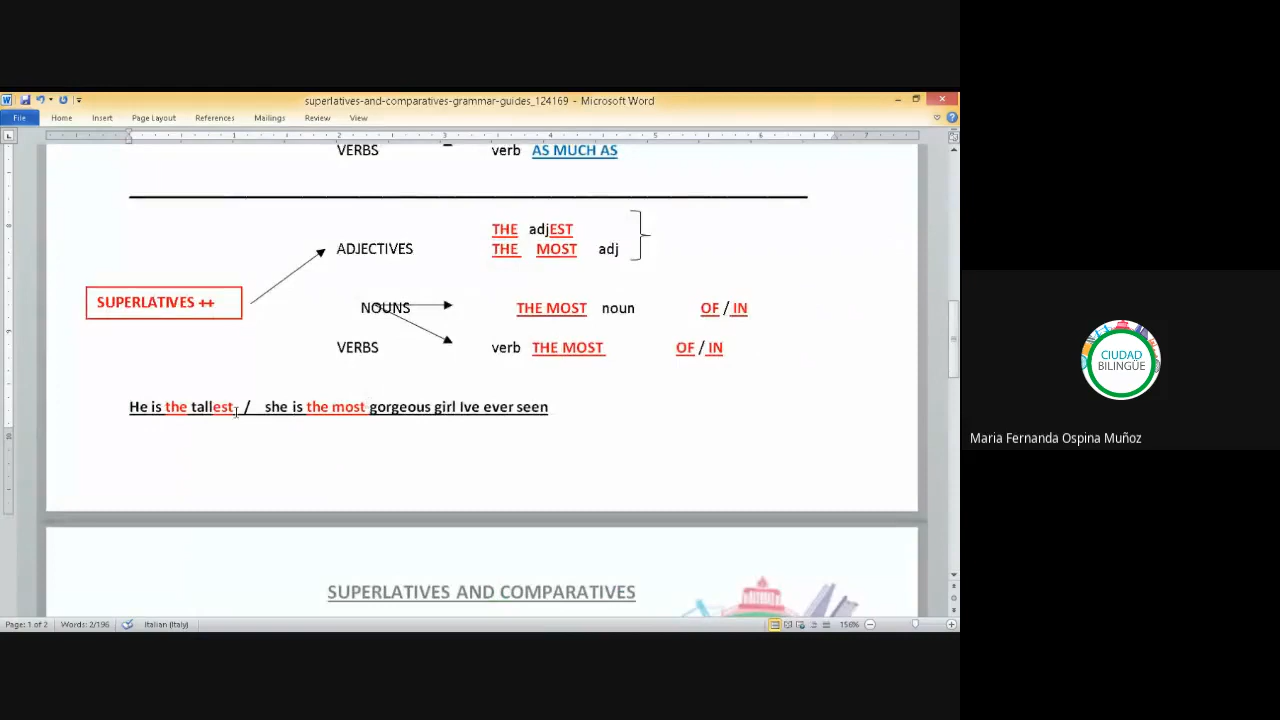 superlatives-and-comparatives-grammar-guides_124169 - Microsoft Word
File Home Insert Page Layout References Mailings Review View
VERBS verb AS MUCH AS
THE adjEST
ADJECTIVES THE MOST adj
SUPERLATIVES ++
NOUNS THE MOST noun OF / IN
VERBS verb THE MOST OF / IN
He is the tallest / she is the most gorgeous girl Ive ever seen
SUPERLATIVES AND COMPARATIVES
Page: 1 of 2 Words: 2/196 Italian (Italy) 156%
CIUDAD
BILINGÜE
Maria Fernanda Ospina Muñoz